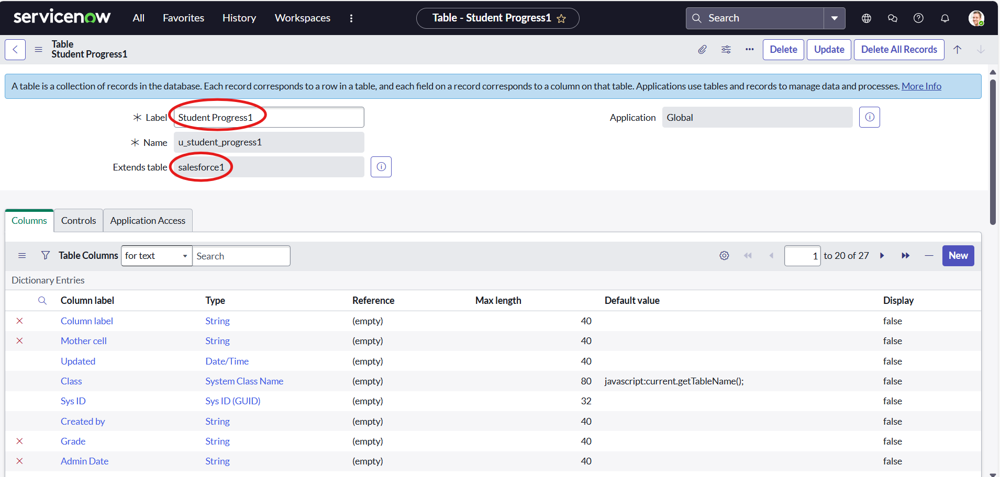 servicenow All Favorites History Workspaces Table - Student Progress1 Search
Table
Student Progress1
Delete Update Delete All Records
A table is a collection of records in the database. Each record corresponds to a row in a table, and each field on a record corresponds to a column on that table. Applications use tables and records to manage data and processes. More Info
Label Student Progress1 Application Global
Name u_student_progress1
Extends table salesforce1
Columns Controls Application Access
Table Columns for text Search 1 to 20 of 27 New
Dictionary Entries
Column label Type Reference Max length Default value Display
Column label String (empty) 40 false
Mother cell String (empty) 40 false
Updated Date/Time (empty) 40 false
Class System Class Name (empty) 80 javascript:current.getTableName(); false
Sys ID Sys ID (GUID) (empty) 32 false
Created by String (empty) 40 false
Grade String (empty) 40 false
Admin Date String (empty) 40 false